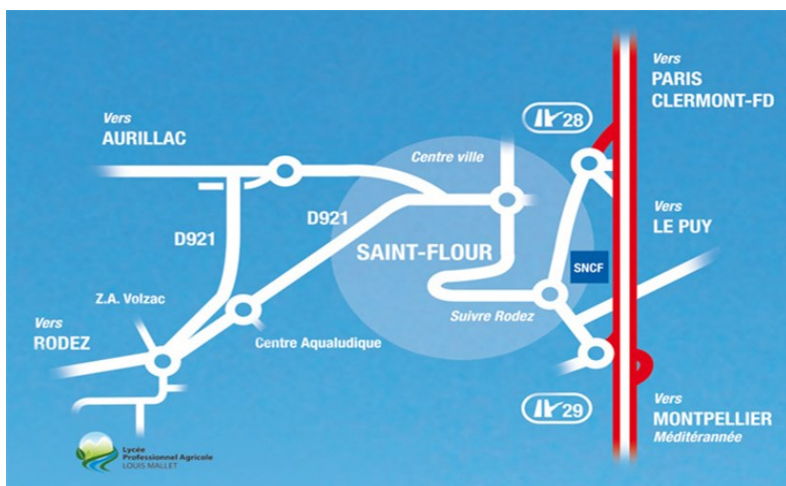 Vers
PARIS
CLERMONT-FD
28
Vers
AURILLAC
Centre ville
D921
D921
Vers
LE PUY
SAINT-FLOUR
SNCF
Z.A. Volzac
Suivre Rodez
Vers
RODEZ
Centre Aqualudique
29
Vers
MONTPELLIER
Méditérannée
Lycée
Professionnel Agricole
LOUIS MALLET